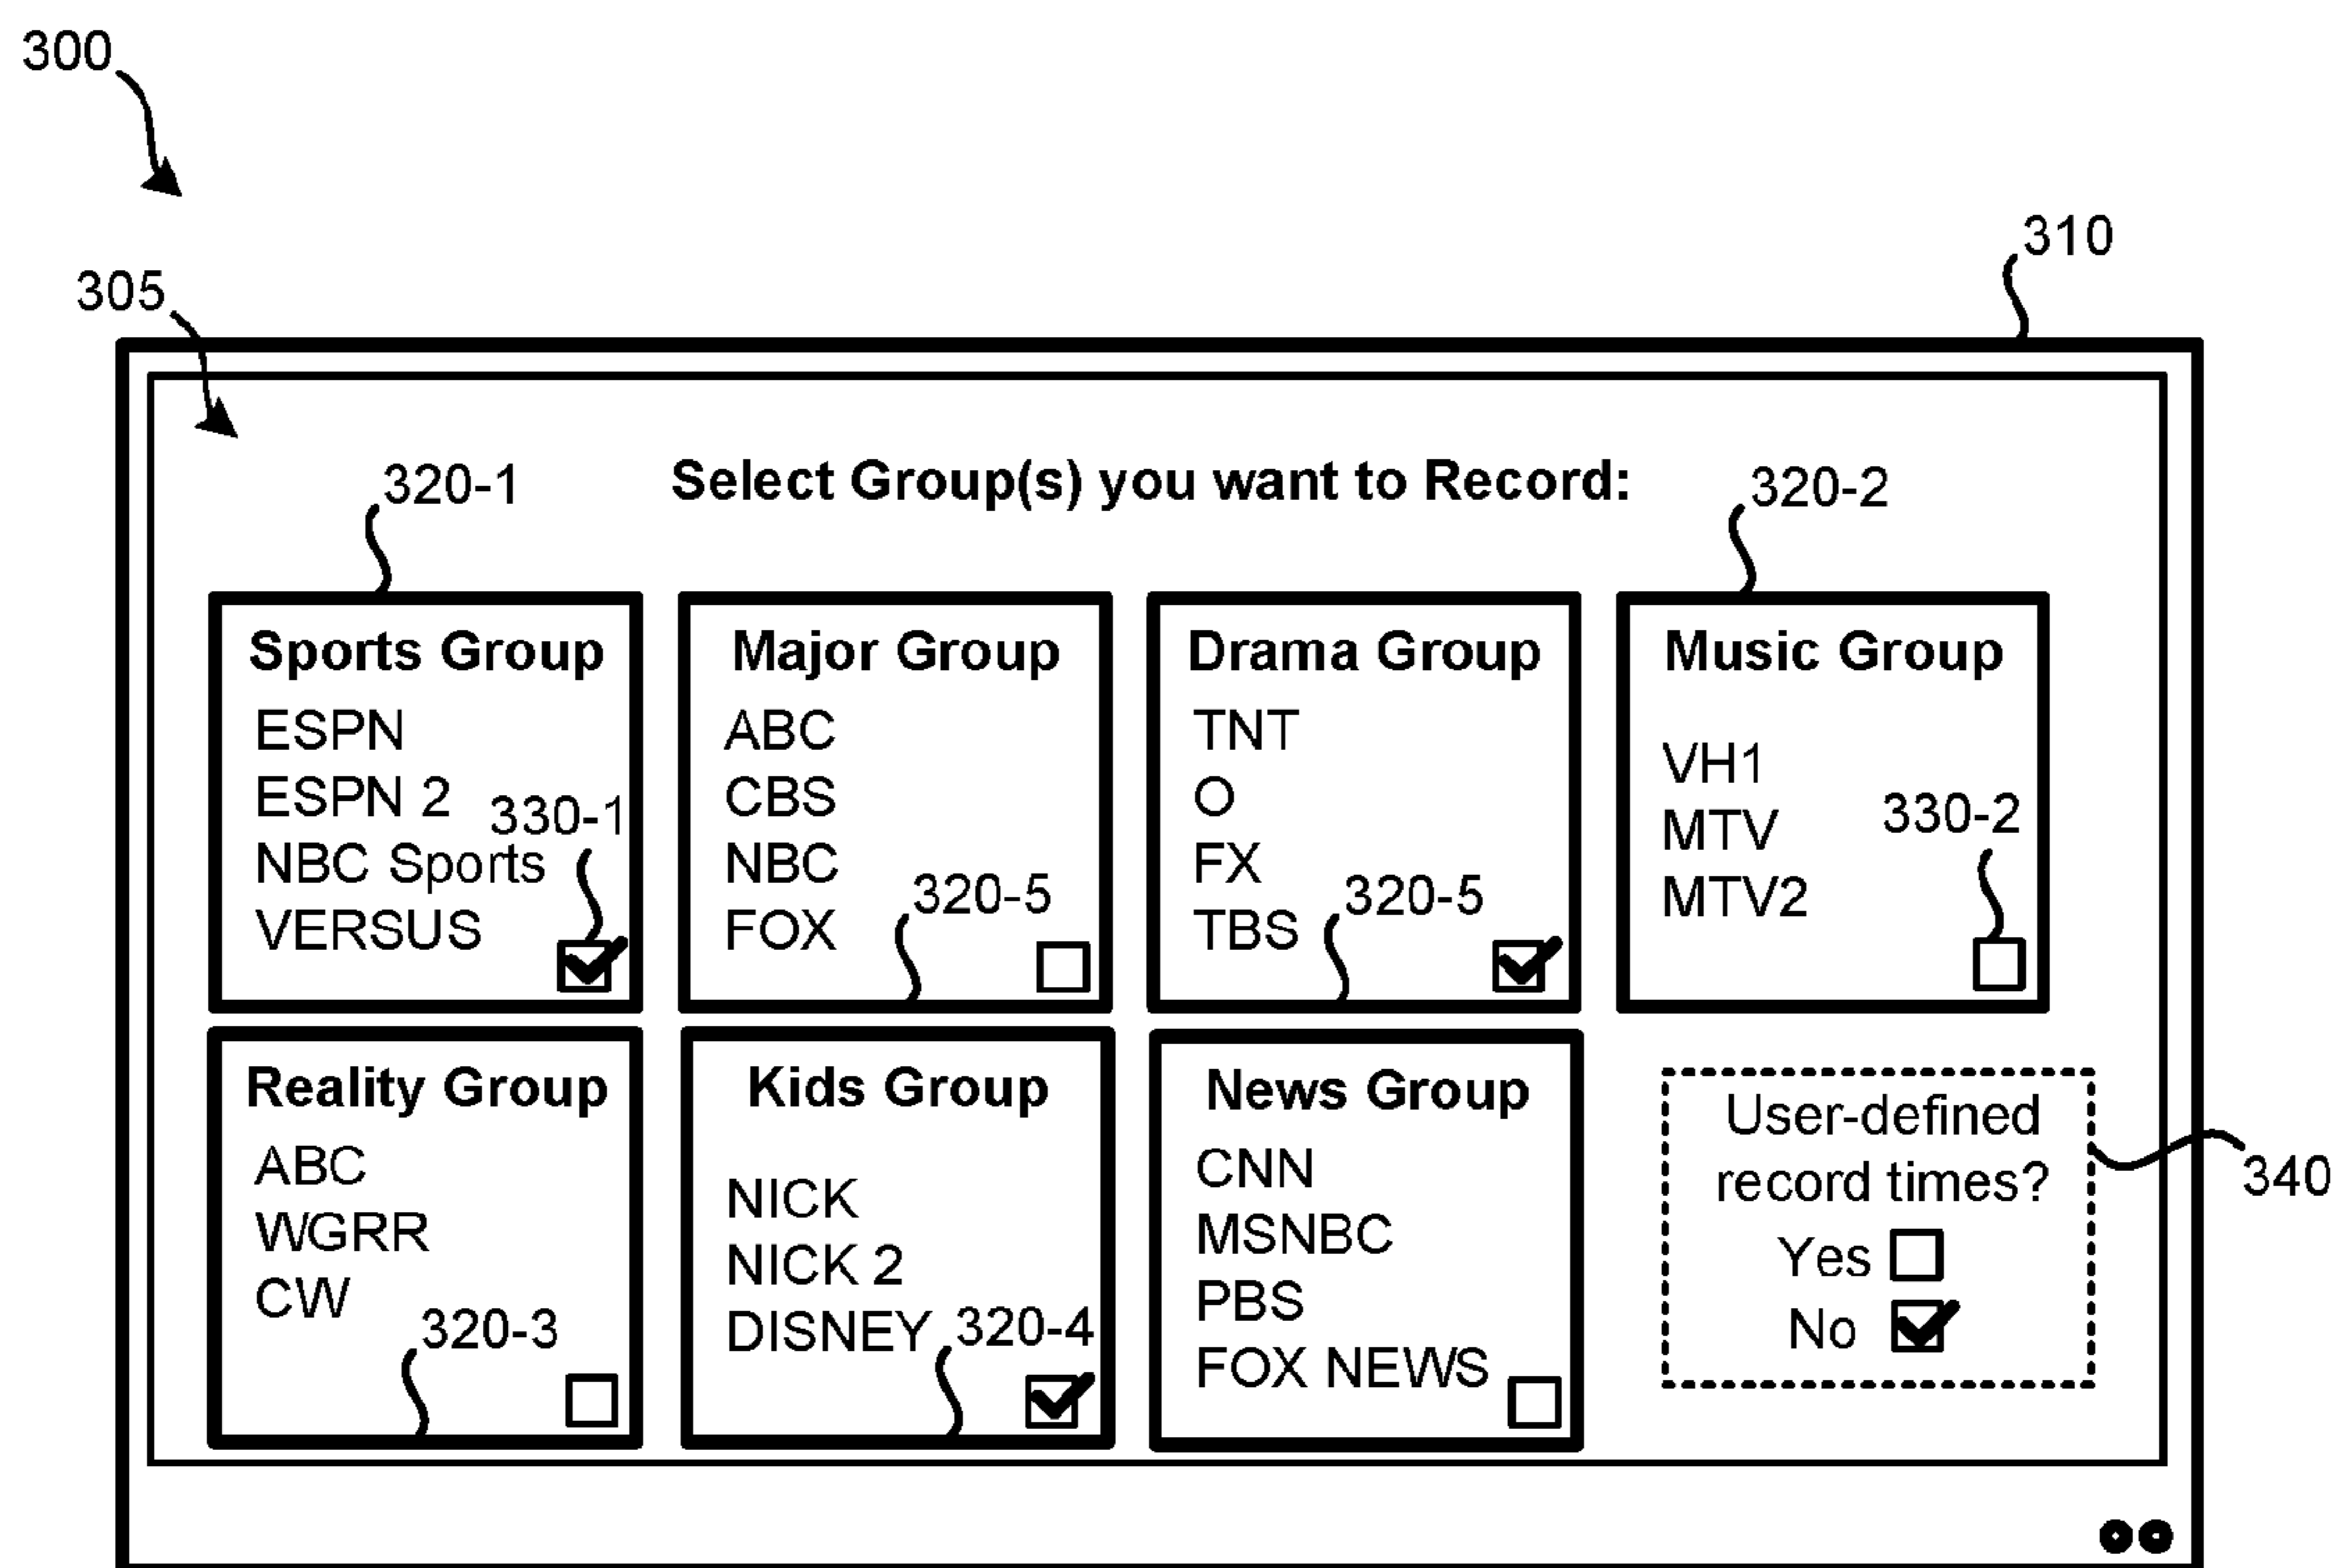 300
310
305
320-1
Select Group(s) you want to Record:
320-2
Sports Group
ESPN
ESPN 2
330-1
NBC Sports
VERSUS
Major Group
ABC
CBS
NBC
320-5
FOX
Drama Group
TNT
O
FX
320-5
TBS
Music Group
VH1
MTV
330-2
MTV2
Reality Group
ABC
WGRR
CW
320-3
Kids Group
NICK
NICK 2
DISNEY
320-4
News Group
CNN
MSNBC
PBS
FOX NEWS
User-defined
record times?
Yes
No
340